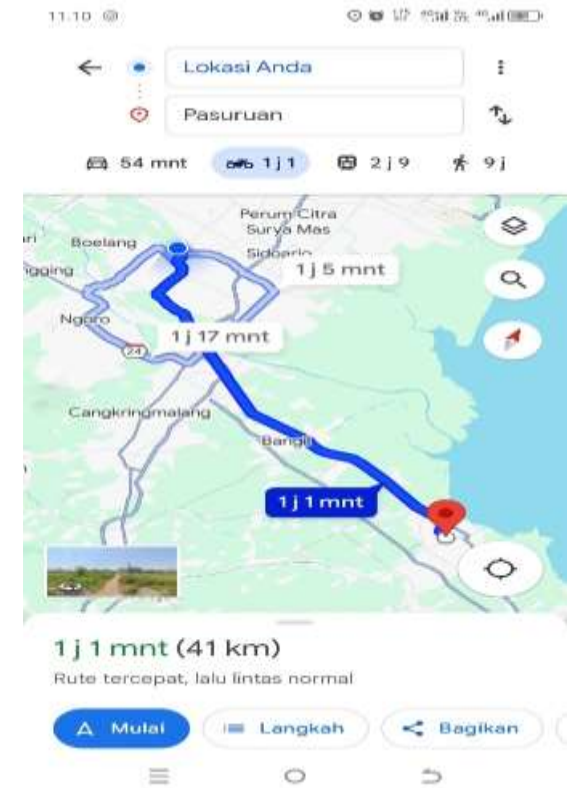 11.10
Lokasi Anda
Pasuruan
54 mnt 1 j 1 2 j 9 9 j
Perum Citra
Surya Mas
Boelang
Sidoarjo
1 j 5 mnt
Ngoro
1 j 17 mnt
24
Cangkringmalang
Bangil
1 j 1 mnt
1 j 1 mnt (41 km)
Rute tercepat, lalu lintas normal
Mulai Langkah Bagikan